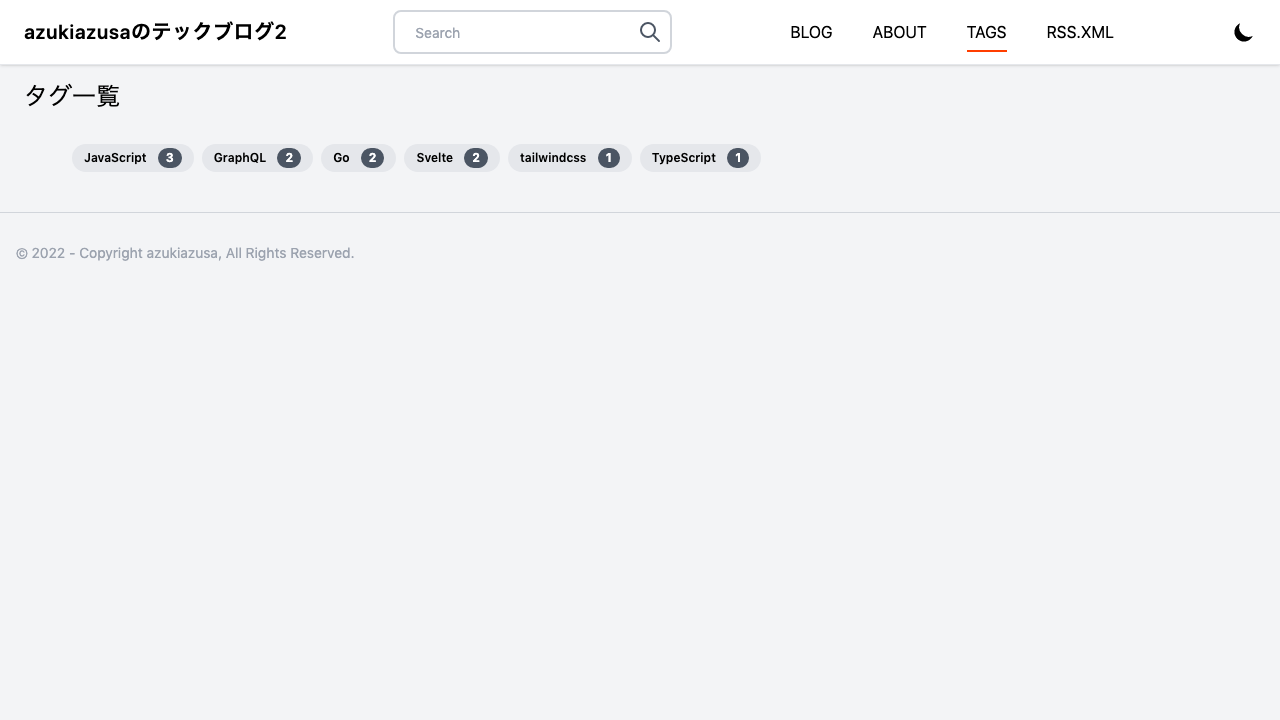 azukiazusaのテックブログ2
Search
BLOG ABOUT TAGS RSS.XML
タグ一覧
JavaScript 3 GraphQL 2 Go 2 Svelte 2 tailwindcss 1 TypeScript 1
© 2022 - Copyright azukiazusa, All Rights Reserved.